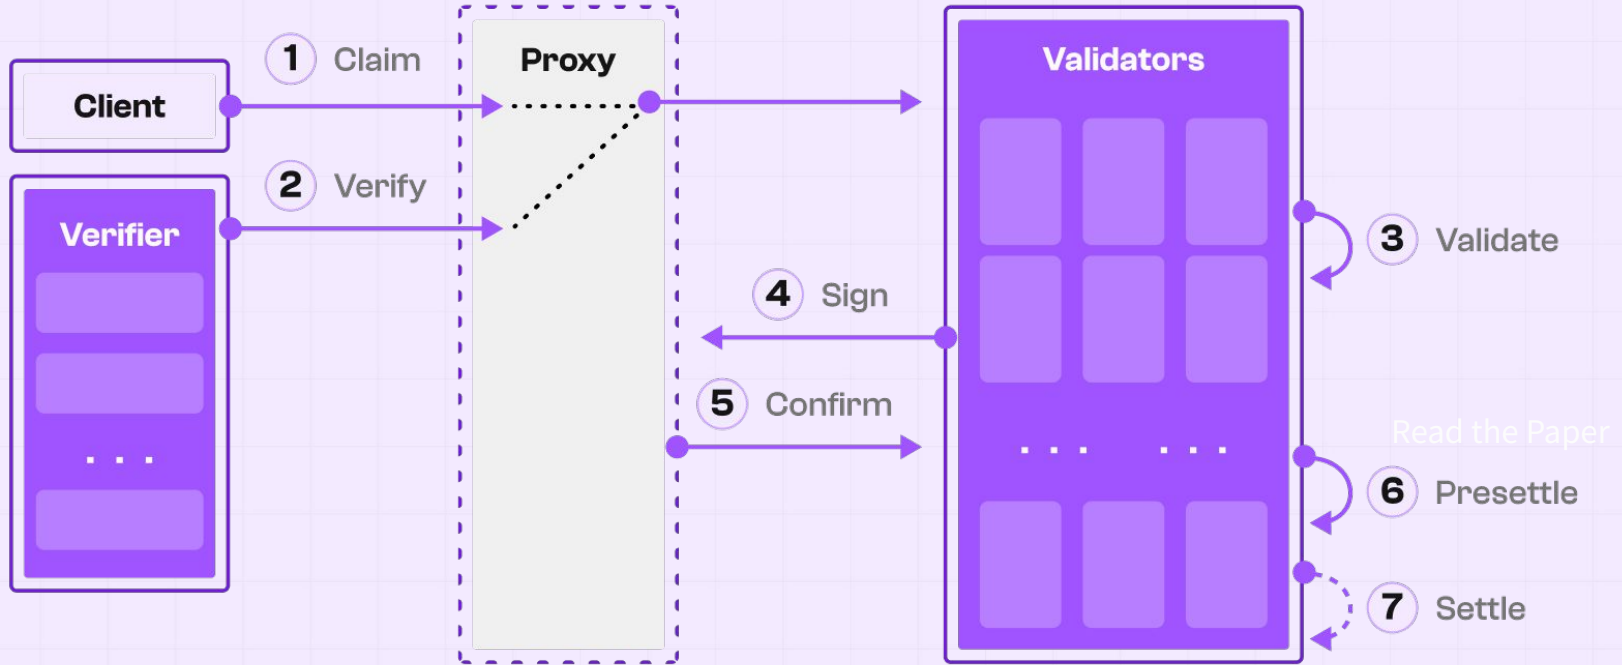 Client
1 Claim
Proxy
Validators
2 Verify
Verifier
3 Validate
4 Sign
5 Confirm
. . .
. . . . . .
Read the Paper
6 Presettle
7 Settle